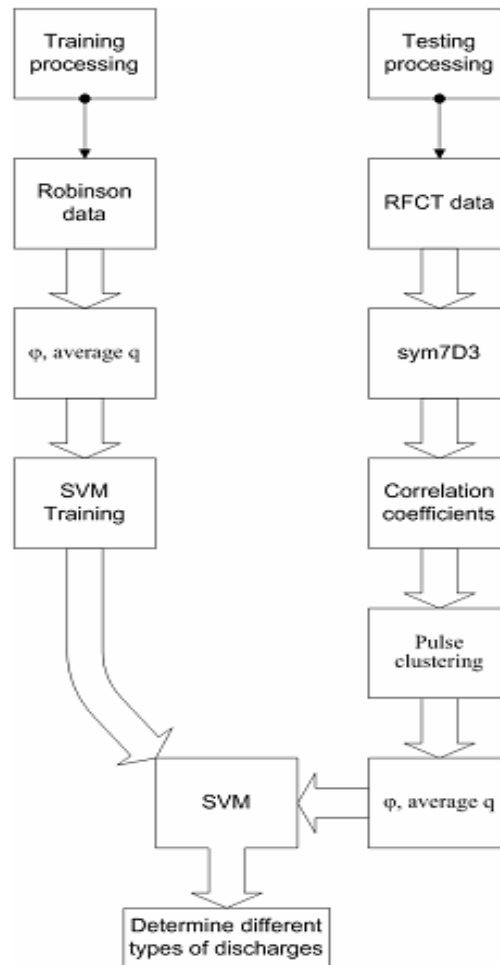 Training
processing
Testing
processing
Robinson
data
RFCT data
φ, average q
sym7D3
SVM
Training
Correlation
coefficients
Pulse
clustering
SVM
φ, average q
Determine different
types of discharges